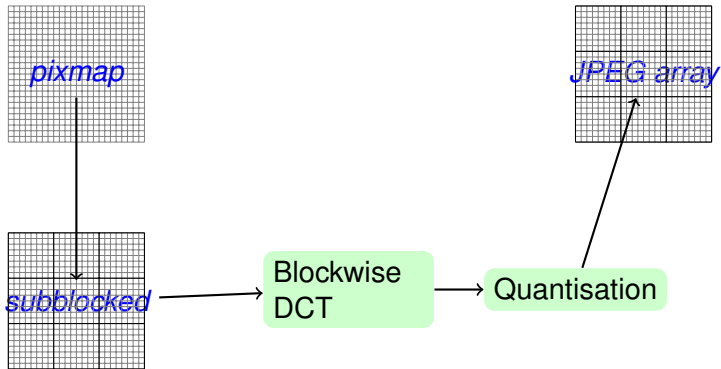 pixmap
JPEG array
subblocked
Blockwise
DCT
Quantisation